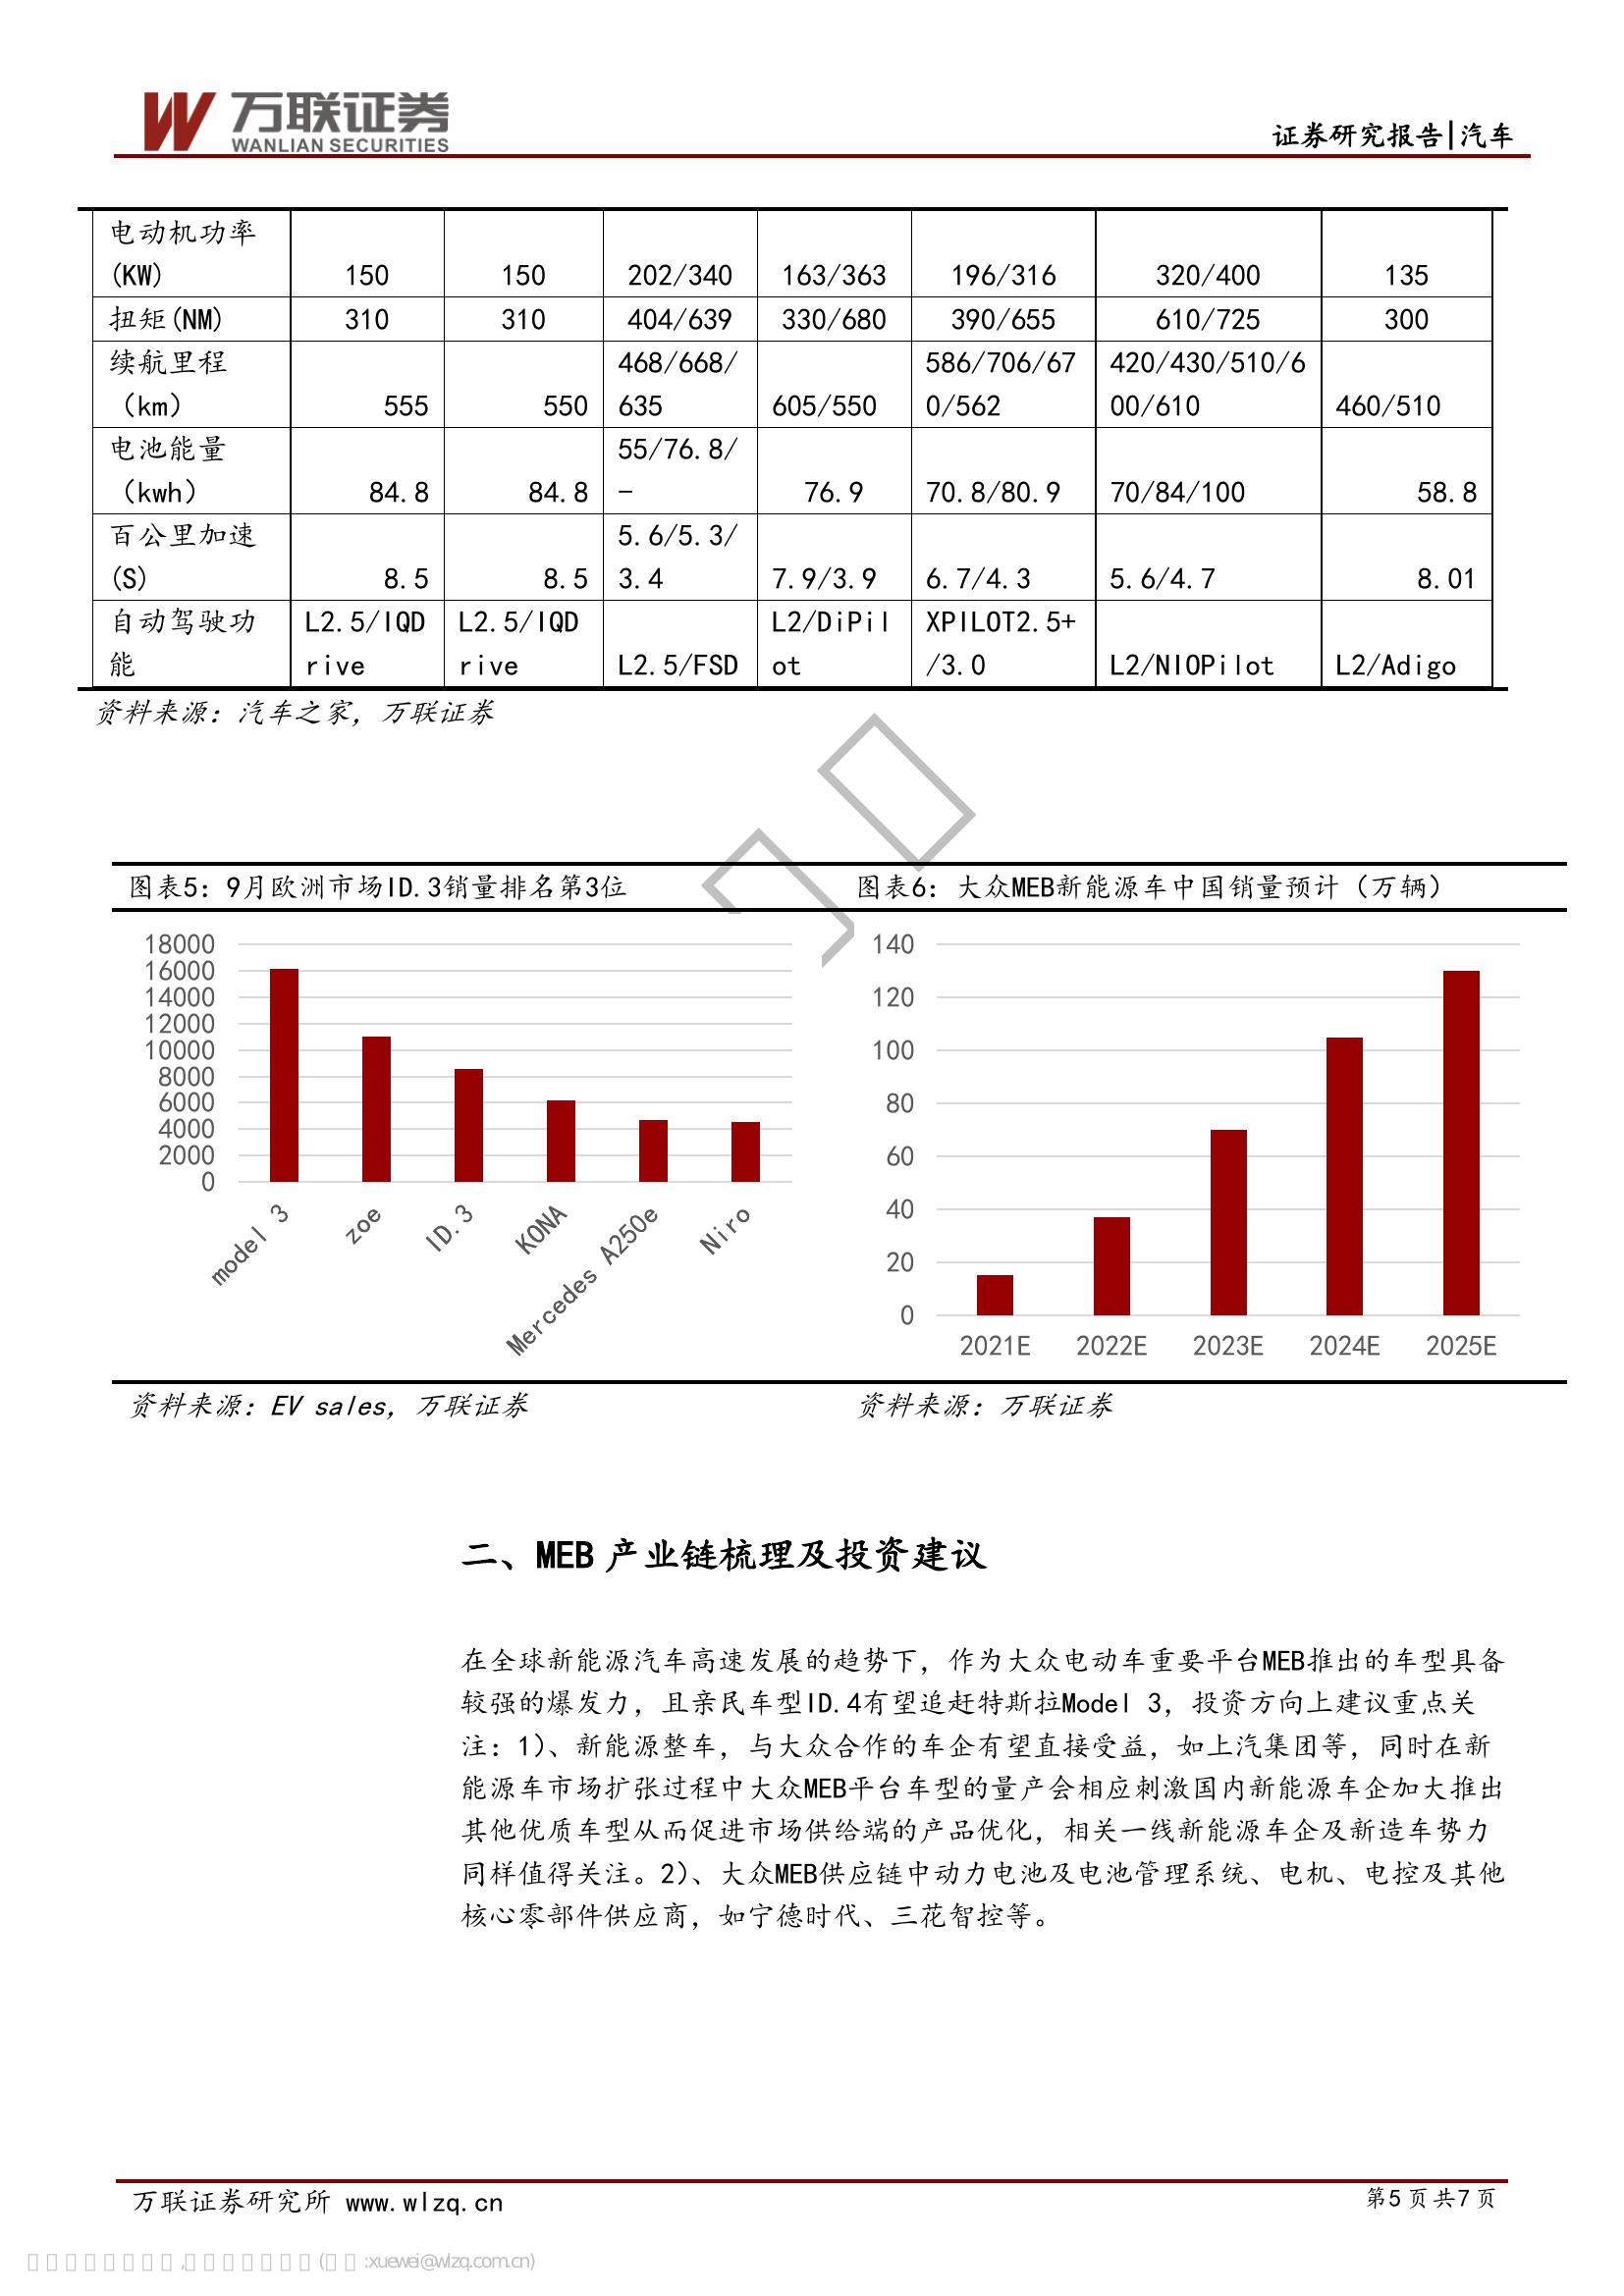 万联证券
WANLIAN SECURITIES
证券研究报告|汽车
电动机功率(KW) 150 150 202/340 163/363 196/316 320/400 135
扭矩(NM) 310 310 404/639 330/680 390/655 610/725 300
续航里程（km） 555 550 468/668/635 605/550 586/706/670/562 420/430/510/600/610 460/510
电池能量（kwh） 84.8 84.8 55/76.8/- 76.9 70.8/80.9 70/84/100 58.8
百公里加速(S) 8.5 8.5 5.6/5.3/3.4 7.9/3.9 6.7/4.3 5.6/4.7 8.01
自动驾驶功能 L2.5/IQDrive L2.5/IQDrive L2.5/FSD L2/DiPilot XPILOT2.5+/3.0 L2/NIOPilot L2/Adigo
资料来源：汽车之家，万联证券
图表5：9月欧洲市场ID.3销量排名第3位
18000
16000
14000
12000
10000
8000
6000
4000
2000
0
model 3 zoe ID.3 KONA Mercedes A250e Niro
资料来源：EV sales，万联证券
图表6：大众MEB新能源车中国销量预计（万辆）
140
120
100
80
60
40
20
0
2021E 2022E 2023E 2024E 2025E
资料来源：万联证券
二、MEB 产业链梳理及投资建议
在全球新能源汽车高速发展的趋势下，作为大众电动车重要平台MEB推出的车型具备
较强的爆发力，且亲民车型ID.4有望追赶特斯拉Model 3，投资方向上建议重点关
注：1)、新能源整车，与大众合作的车企有望直接受益，如上汽集团等，同时在新
能源车市场扩张过程中大众MEB平台车型的量产会相应刺激国内新能源车企加大推出
其他优质车型从而促进市场供给端的产品优化，相关一线新能源车企及新造车势力
同样值得关注。2)、大众MEB供应链中动力电池及电池管理系统、电机、电控及其他
核心零部件供应商，如宁德时代、三花智控等。
万联证券研究所 www.wlzq.cn
第5页共7页
:xuewei@wlzq.com.cn)